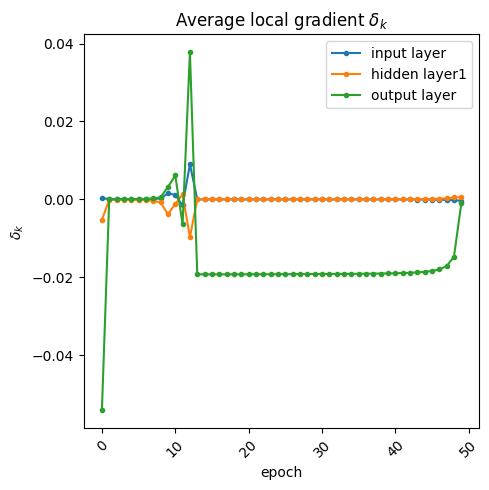 Average local gradient δₖ
input layer
hidden layer1
output layer
0.04
0.02
0.00
−0.02
−0.04
δₖ
0 10 20 30 40 50
epoch